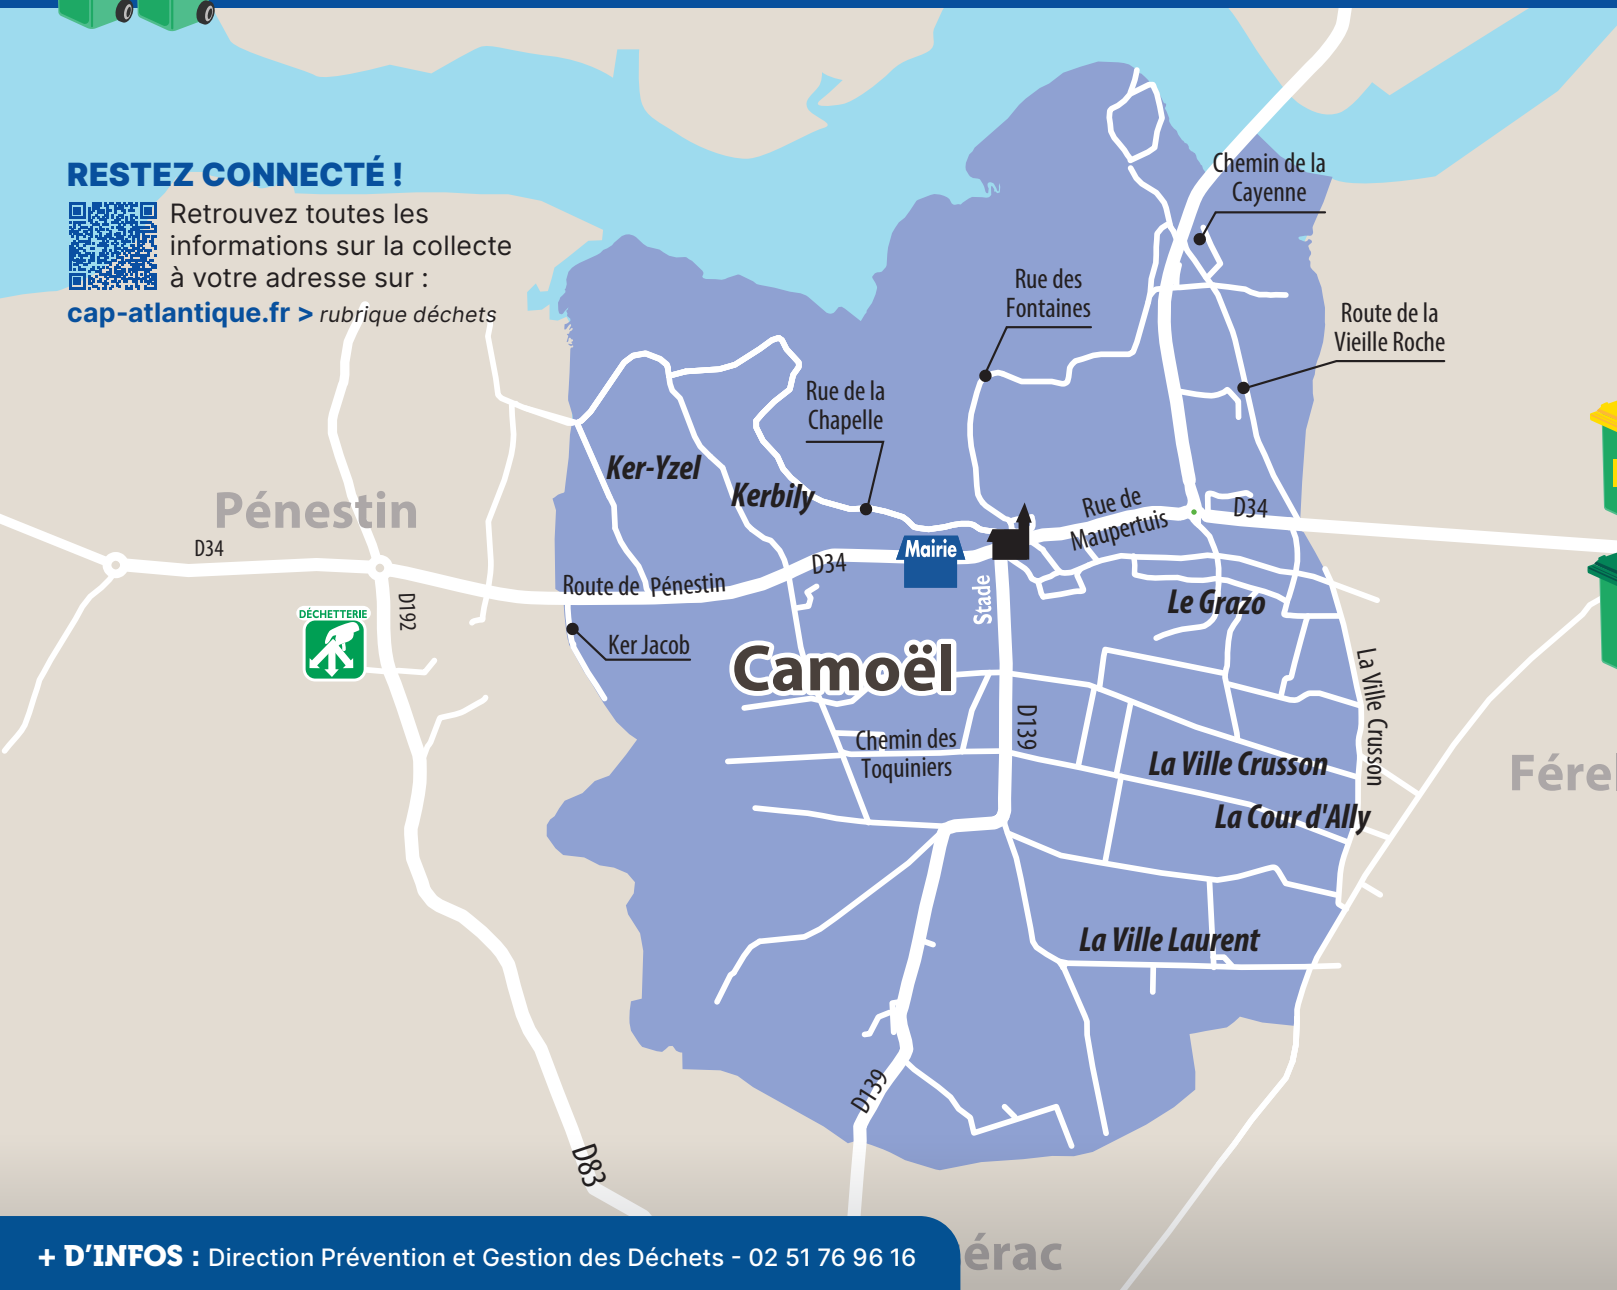 RESTEZ CONNECTÉ !
Retrouvez toutes les
informations sur la collecte
à votre adresse sur :
cap-atlantique.fr > rubrique déchets
Chemin de la
Cayenne
Rue des
Fontaines
Route de la
Vieille Roche
Rue de la
Chapelle
Ker-Yzel
Kerbily
Pénestin
D34
Rue de
Maupertuis
D34
Mairie
D34
Route de Pénestin
D192
DÉCHETTERIE
Stade
Le Grazo
Ker Jacob
Camoël
La Ville Crusson
D139
Chemin des
Toquiniers
La Ville Crusson
Fére
La Cour d'Ally
La Ville Laurent
D139
D83
+ D'INFOS : Direction Prévention et Gestion des Déchets - 02 51 76 96 16
érac